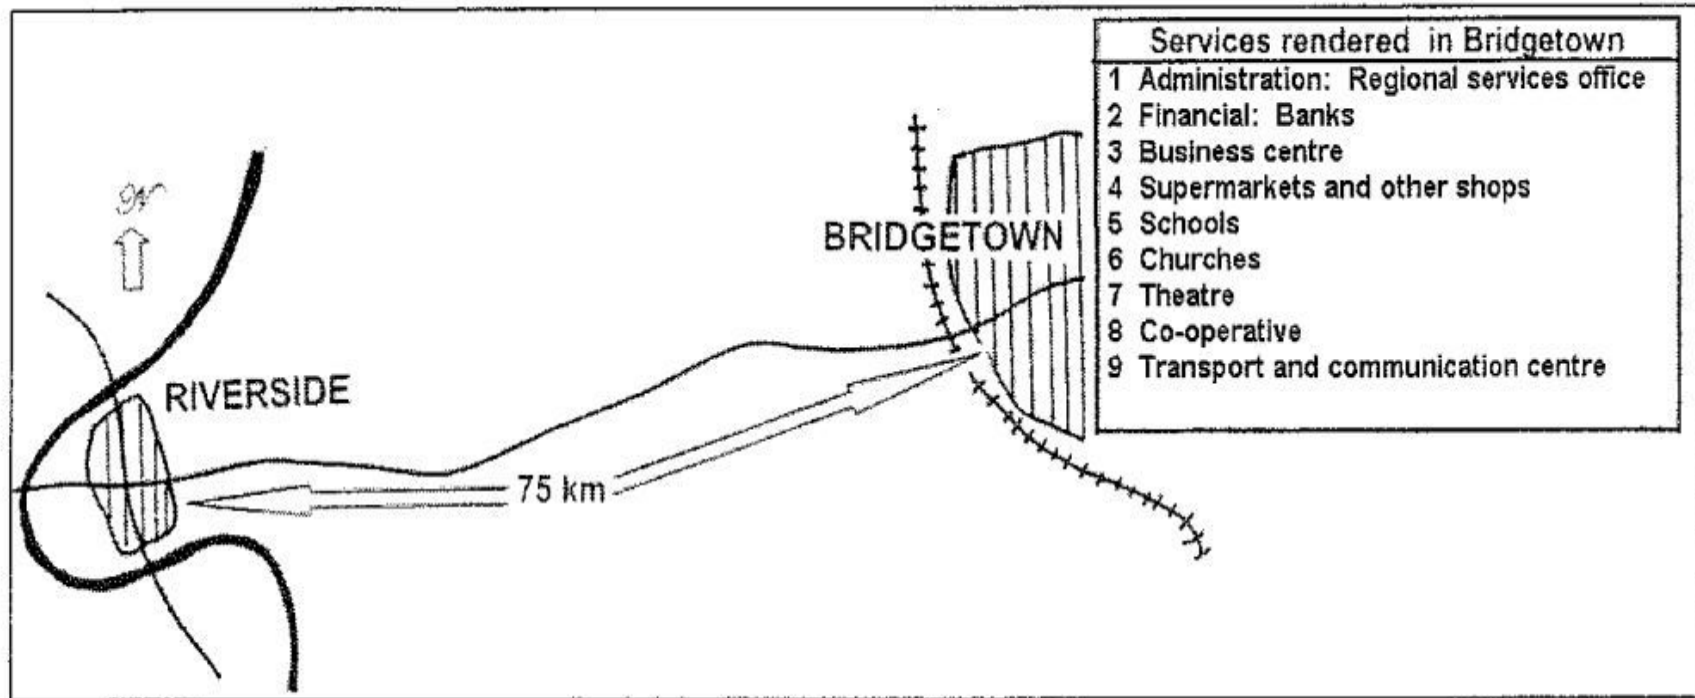 Services rendered in Bridgetown
1 Administration: Regional services office
2 Financial: Banks
3 Business centre
4 Supermarkets and other shops
5 Schools
6 Churches
7 Theatre
8 Co-operative
9 Transport and communication centre
N
BRIDGETOWN
RIVERSIDE
75 km